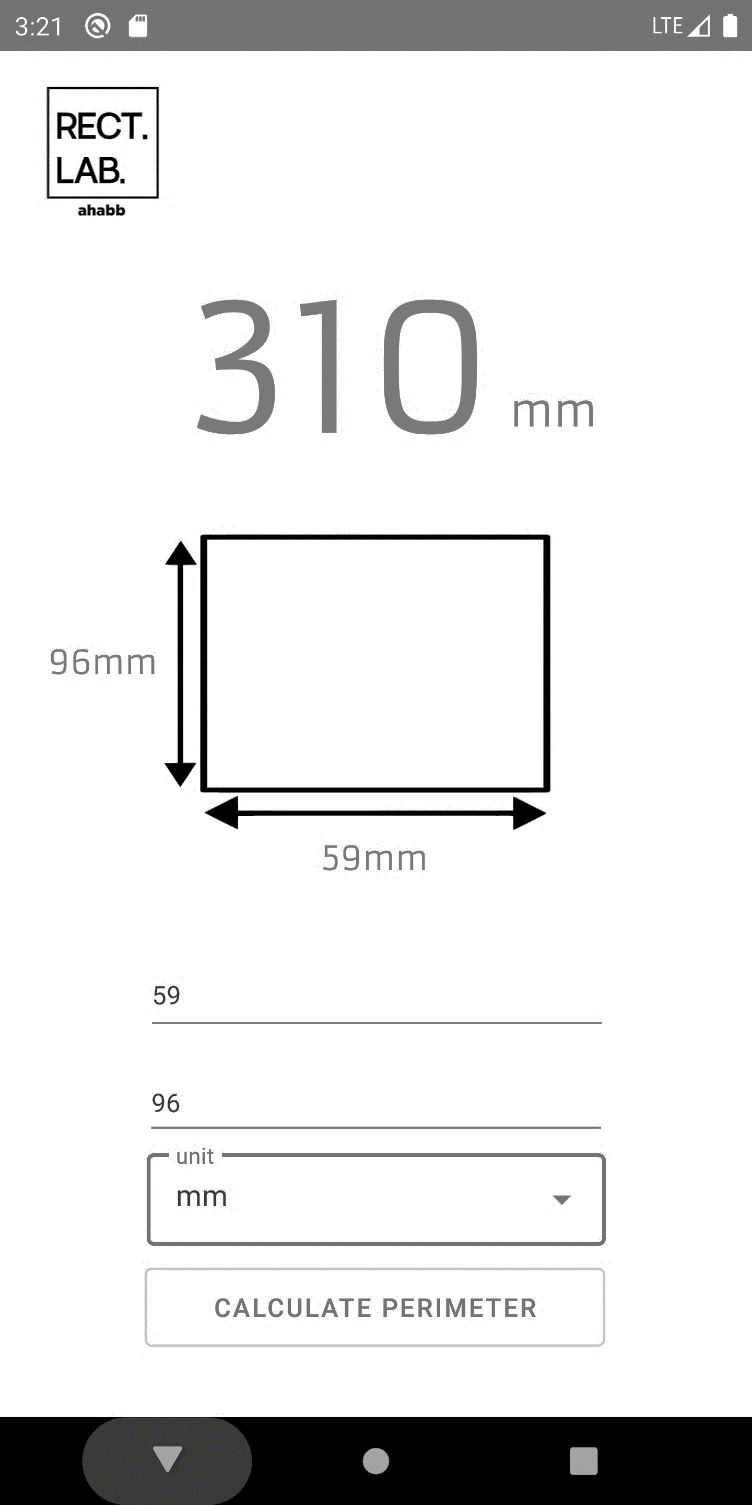 3:21 LTE
RECT.
LAB.
ahabb
310 mm
96mm
59mm
59
96
unit
mm
CALCULATE PERIMETER